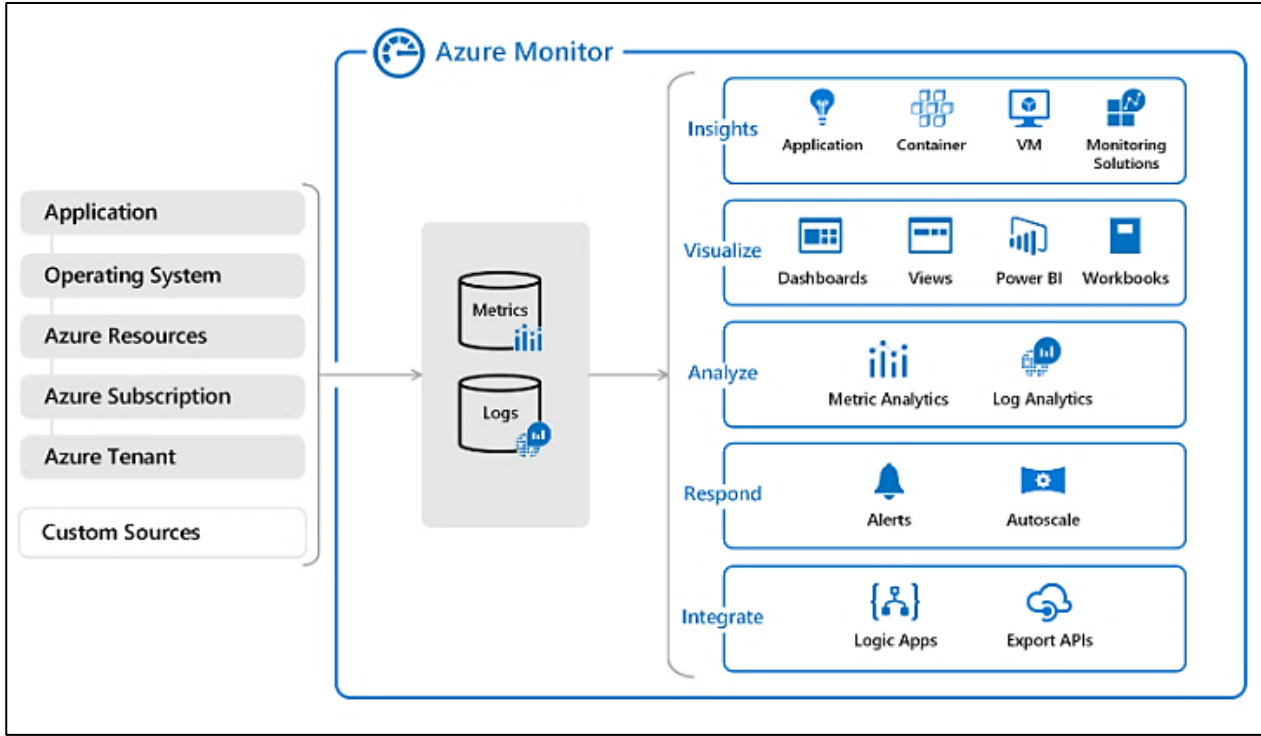 Azure Monitor
Application
Operating System
Azure Resources
Azure Subscription
Azure Tenant
Custom Sources
Metrics
Logs
Insights
Application
Container
VM
Monitoring
Solutions
Visualize
Dashboards
Views
Power BI
Workbooks
Analyze
Metric Analytics
Log Analytics
Respond
Alerts
Autoscale
Integrate
Logic Apps
Export APIs